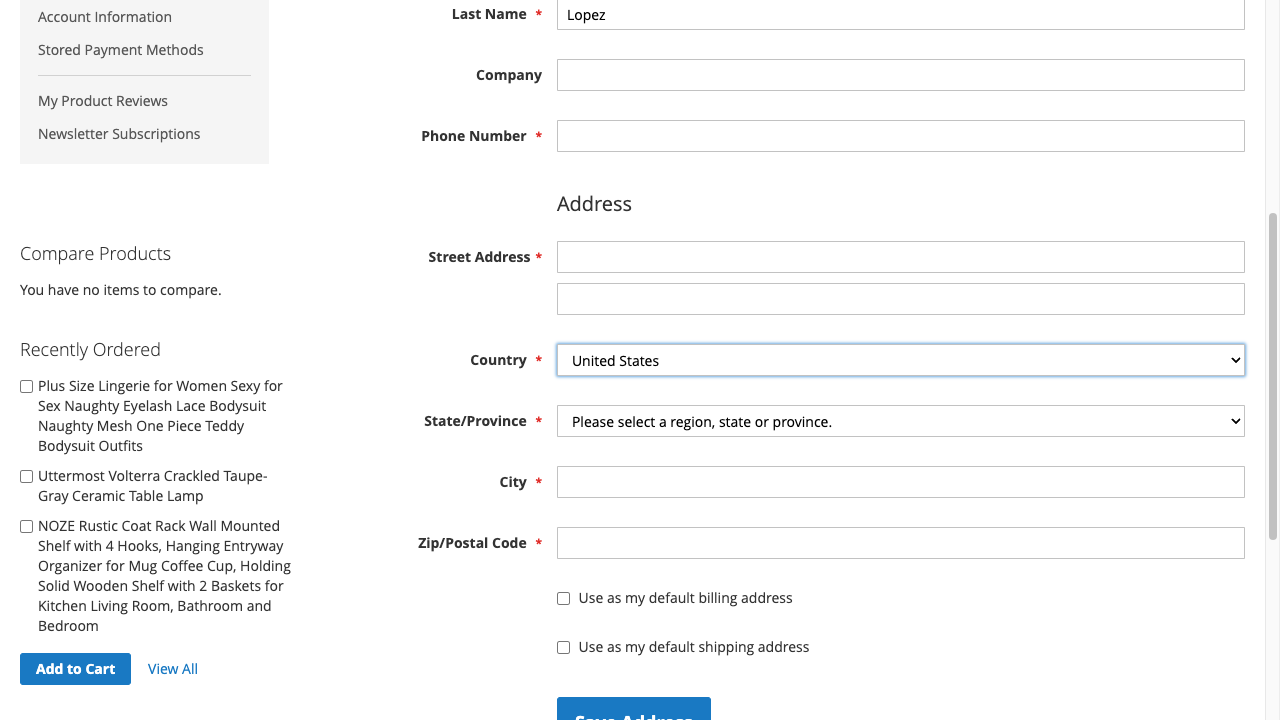 Account Information
Stored Payment Methods
My Product Reviews
Newsletter Subscriptions
Compare Products
You have no items to compare.
Recently Ordered
Plus Size Lingerie for Women Sexy for
Sex Naughty Eyelash Lace Bodysuit
Naughty Mesh One Piece Teddy
Bodysuit Outfits
Uttermost Volterra Crackled Taupe-
Gray Ceramic Table Lamp
NOZE Rustic Coat Rack Wall Mounted
Shelf with 4 Hooks, Hanging Entryway
Organizer for Mug Coffee Cup, Holding
Solid Wooden Shelf with 2 Baskets for
Kitchen Living Room, Bathroom and
Bedroom
Add to Cart View All
Last Name * Lopez
Company
Phone Number *
Address
Street Address *
Country * United States
State/Province * Please select a region, state or province.
City *
Zip/Postal Code *
Use as my default billing address
Use as my default shipping address
Save Address